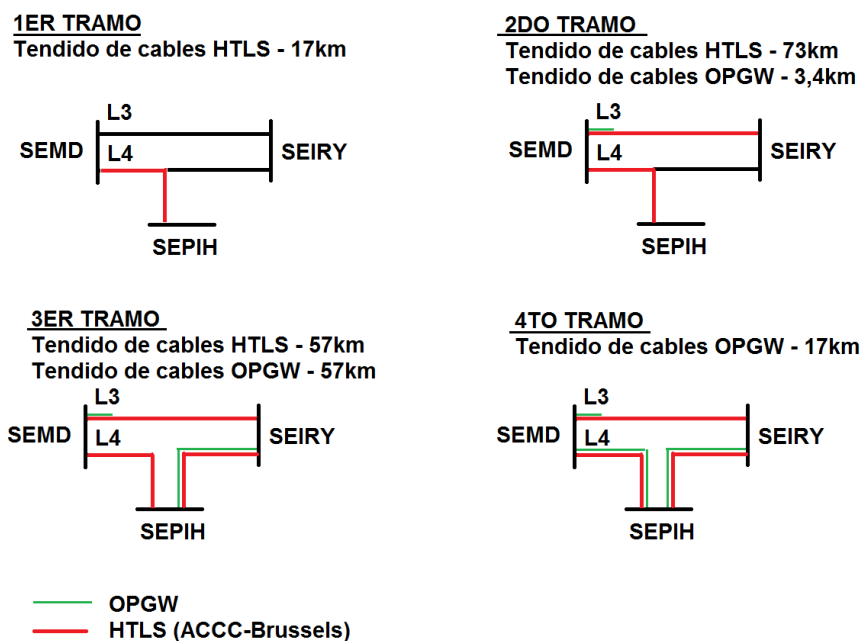 1ER TRAMO
Tendido de cables HTLS - 17km
L3
SEMD
L4
SEIRY
SEPIH
2DO TRAMO
Tendido de cables HTLS - 73km
Tendido de cables OPGW - 3,4km
L3
SEMD
L4
SEIRY
SEPIH
3ER TRAMO
Tendido de cables HTLS - 57km
Tendido de cables OPGW - 57km
L3
SEMD
L4
SEIRY
SEPIH
4TO TRAMO
Tendido de cables OPGW - 17km
L3
SEMD
L4
SEIRY
SEPIH
OPGW
HTLS (ACCC-Brussels)